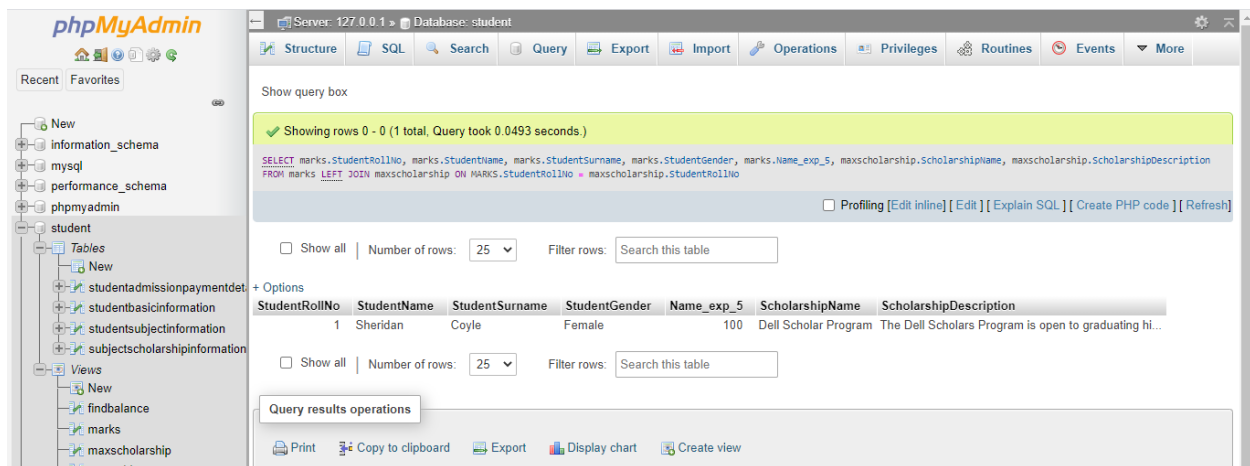 phpMyAdmin
Recent Favorites
New
information_schema
mysql
performance_schema
phpmyadmin
student
Tables
New
studentadmissionpaymentdet
studentbasicinformation
studentsubjectinformation
subjectscholarshipinformation
Views
New
findbalance
marks
maxscholarship
Server: 127.0.0.1 » Database: student
Structure SQL Search Query Export Import Operations Privileges Routines Events More
Show query box
Showing rows 0 - 0 (1 total, Query took 0.0493 seconds.)
SELECT marks.StudentRollNo, marks.StudentName, marks.StudentSurname, marks.StudentGender, marks.Name_exp_5, maxscholarship.ScholarshipName, maxscholarship.ScholarshipDescription
FROM marks LEFT JOIN maxscholarship ON MARKS.StudentRollNo = maxscholarship.StudentRollNo
Profiling [Edit inline] [ Edit ] [ Explain SQL ] [ Create PHP code ] [ Refresh]
Show all Number of rows: 25 Filter rows: Search this table
+ Options
StudentRollNo StudentName StudentSurname StudentGender Name_exp_5 ScholarshipName ScholarshipDescription
1 Sheridan Coyle Female 100 Dell Scholar Program The Dell Scholars Program is open to graduating hi...
Show all Number of rows: 25 Filter rows: Search this table
Query results operations
Print Copy to clipboard Export Display chart Create view